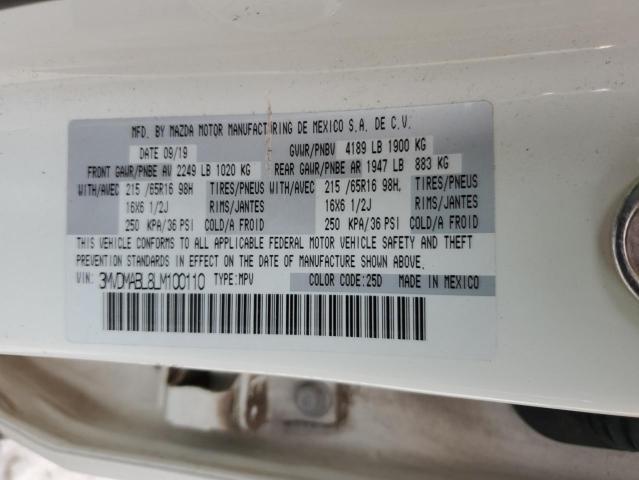 MFD. BY MAZDA MOTOR MANUFACTURING DE MEXICO S.A. DE C.V.
DATE 09/19 GVWR/PNBV 4189 LB 1900 KG
FRONT GAWR/PNBE AV 2249 LB 1020 KG REAR GAWR/PNBE AR 1947 LB 883 KG
WITH/AVEC 215 /65R16 98H TIRES/PNEUS WITH/AVEC 215 /65R16 98H, TIRES/PNEUS
16X6 1/2J RIMS/JANTES 16X6 1/2J RIMS/JANTES
250 KPA/36 PSI COLD/A FROID 250 KPA/36 PSI COLD/A FROID
THIS VEHICLE CONFORMS TO ALL APPLICABLE FEDERAL MOTOR VEHICLE SAFETY AND THEFT
PREVENTION STANDARDS IN EFFECT ON THE DATE OF MANUFACTURE SHOWN ABOVE.
VIN: 3MVDMABL8LM100110 TYPE:MPV COLOR CODE:25D MADE IN MEXICO